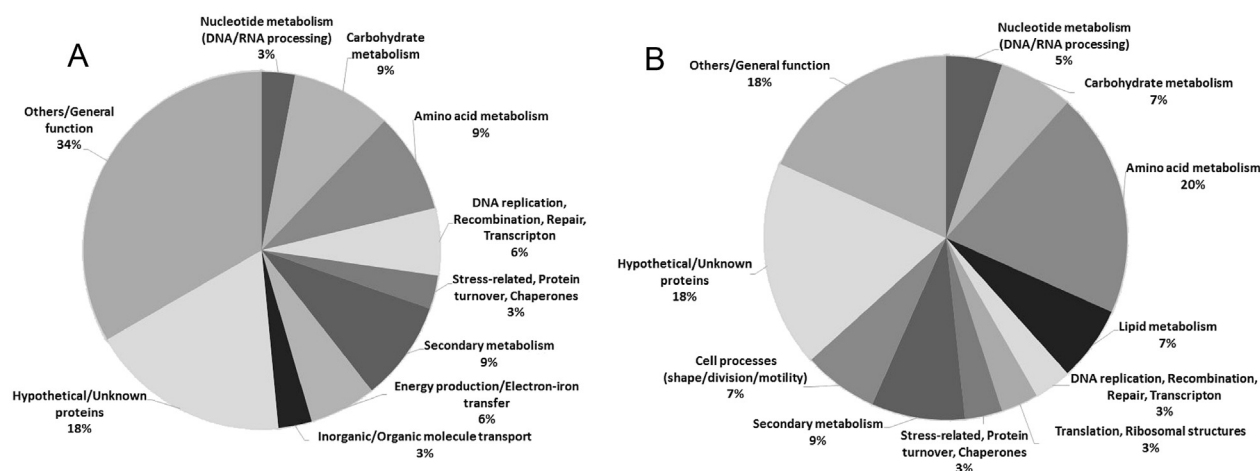 A
Nucleotide metabolism
(DNA/RNA processing)
3%
Carbohydrate
metabolism
9%
Amino acid metabolism
9%
DNA replication,
Recombination, Repair,
Transcripton
6%
Stress-related, Protein
turnover, Chaperones
3%
Secondary metabolism
9%
Energy production/Electron-iron
transfer
6%
Inorganic/Organic molecule transport
3%
Hypothetical/Unknown
proteins
18%
Others/General
function
34%
B
Nucleotide metabolism
(DNA/RNA processing)
5%
Carbohydrate metabolism
7%
Amino acid metabolism
20%
Lipid metabolism
7%
DNA replication, Recombination,
Repair, Transcripton
3%
Translation, Ribosomal structures
3%
Stress-related, Protein
turnover, Chaperones
3%
Secondary metabolism
9%
Cell processes
(shape/division/motility)
7%
Hypothetical/Unknown
proteins
18%
Others/General function
18%